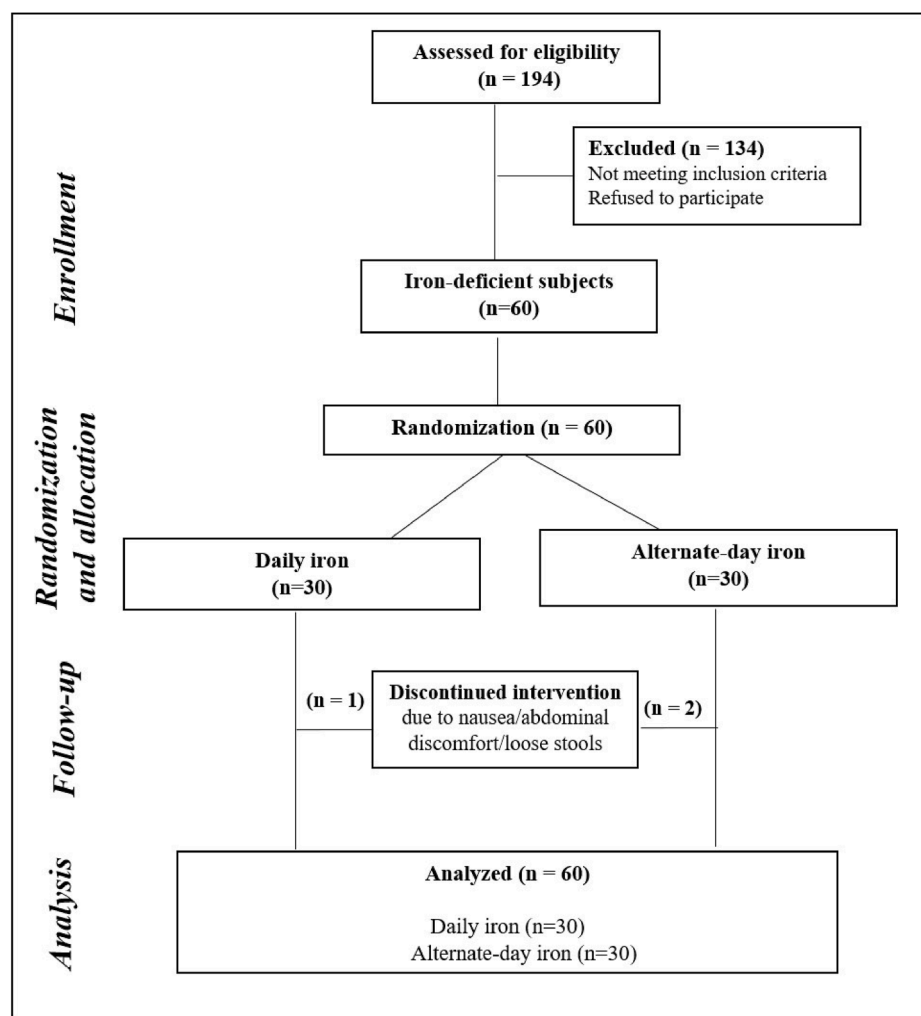 Assessed for eligibility
(n = 194)
Excluded (n = 134)
Not meeting inclusion criteria
Refused to participate
Enrollment
Iron-deficient subjects
(n=60)
Randomization (n = 60)
Randomization
and allocation
Daily iron
(n=30)
Alternate-day iron
(n=30)
Follow-up
(n = 1)
Discontinued intervention
due to nausea/abdominal
discomfort/loose stools
(n = 2)
Analysis
Analyzed (n = 60)
Daily iron (n=30)
Alternate-day iron (n=30)